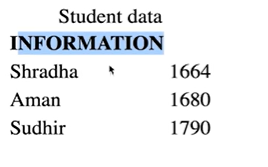 Student data
INFORMATION
Shradha 1664
Aman 1680
Sudhir 1790